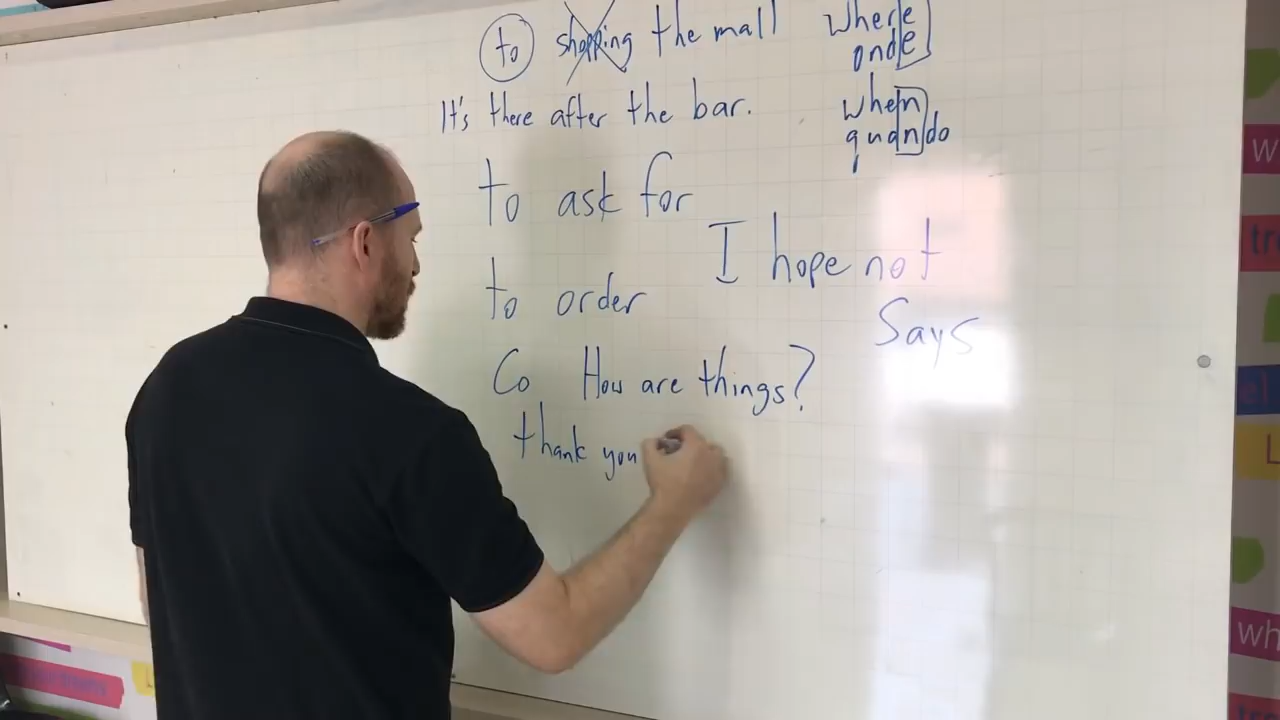 to shopping the mall
where
onde
It's there after the bar.
when
quando
to ask for
I hope not
to order
Says
Co How are things?
thank you